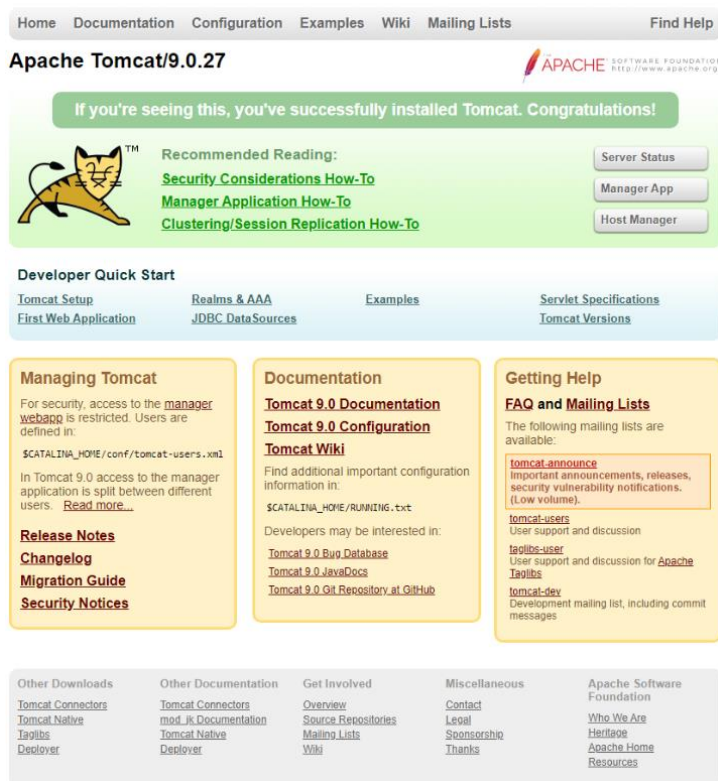 Home Documentation Configuration Examples Wiki Mailing Lists Find Help
Apache Tomcat/9.0.27
APACHE SOFTWARE FOUNDATION
http://www.apache.org
If you're seeing this, you've successfully installed Tomcat. Congratulations!
TM
Recommended Reading:
Security Considerations How-To
Manager Application How-To
Clustering/Session Replication How-To
Server Status
Manager App
Host Manager
Developer Quick Start
Tomcat Setup
First Web Application
Realms & AAA
JDBC DataSources
Examples
Servlet Specifications
Tomcat Versions
Managing Tomcat
For security, access to the manager
webapp is restricted. Users are
defined in:
$CATALINA_HOME/conf/tomcat-users.xml
In Tomcat 9.0 access to the manager
application is split between different
users. Read more...
Release Notes
Changelog
Migration Guide
Security Notices
Documentation
Tomcat 9.0 Documentation
Tomcat 9.0 Configuration
Tomcat Wiki
Find additional important configuration
information in:
$CATALINA_HOME/RUNNING.txt
Developers may be interested in:
Tomcat 9.0 Bug Database
Tomcat 9.0 JavaDocs
Tomcat 9.0 Git Repository at GitHub
Getting Help
FAQ and Mailing Lists
The following mailing lists are
available:
tomcat-announce
Important announcements, releases,
security vulnerability notifications.
(Low volume).
tomcat-users
User support and discussion
taglibs-user
User support and discussion for Apache
Taglibs
tomcat-dev
Development mailing list, including commit
messages
Other Downloads
Tomcat Connectors
Tomcat Native
Taglibs
Deployer
Other Documentation
Tomcat Connectors
mod_jk Documentation
Tomcat Native
Deployer
Get Involved
Overview
Source Repositories
Mailing Lists
Wiki
Miscellaneous
Contact
Legal
Sponsorship
Thanks
Apache Software
Foundation
Who We Are
Heritage
Apache Home
Resources